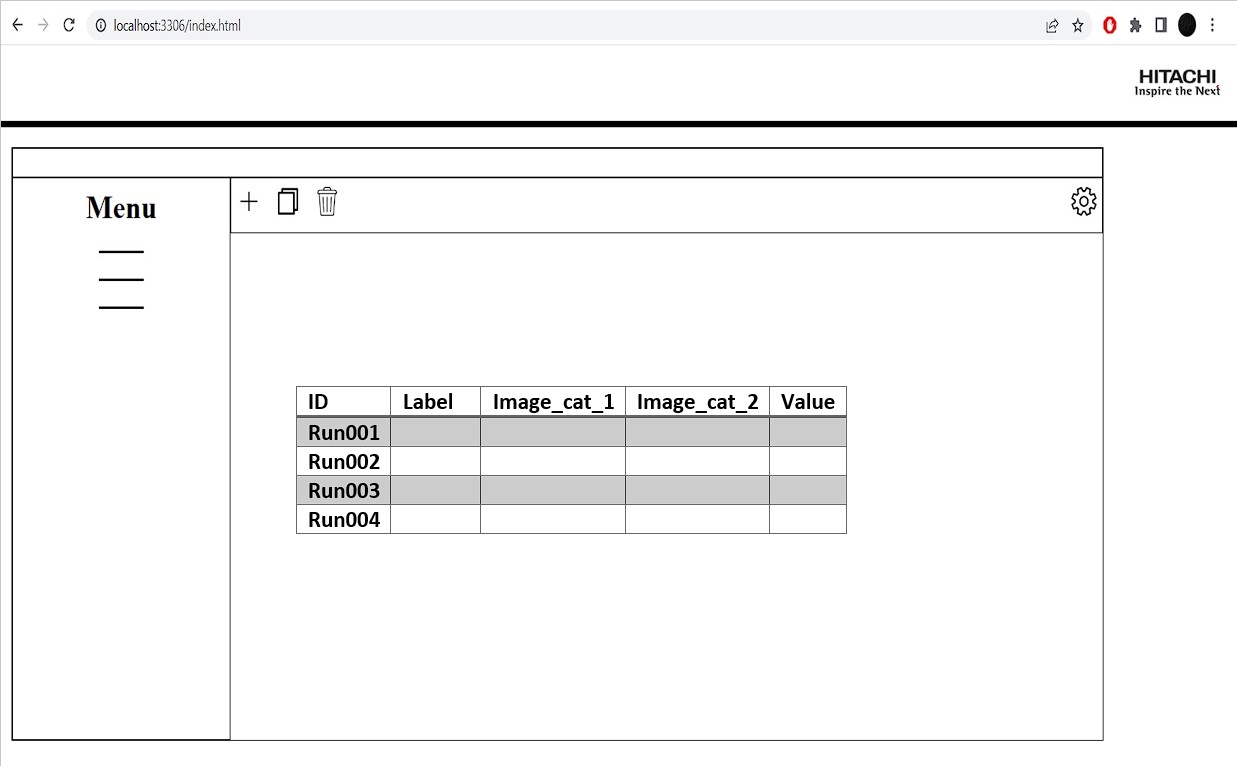 localhost:3306/index.html
HITACHI
Inspire the Next
Menu
ID Label Image_cat_1 Image_cat_2 Value
Run001
Run002
Run003
Run004